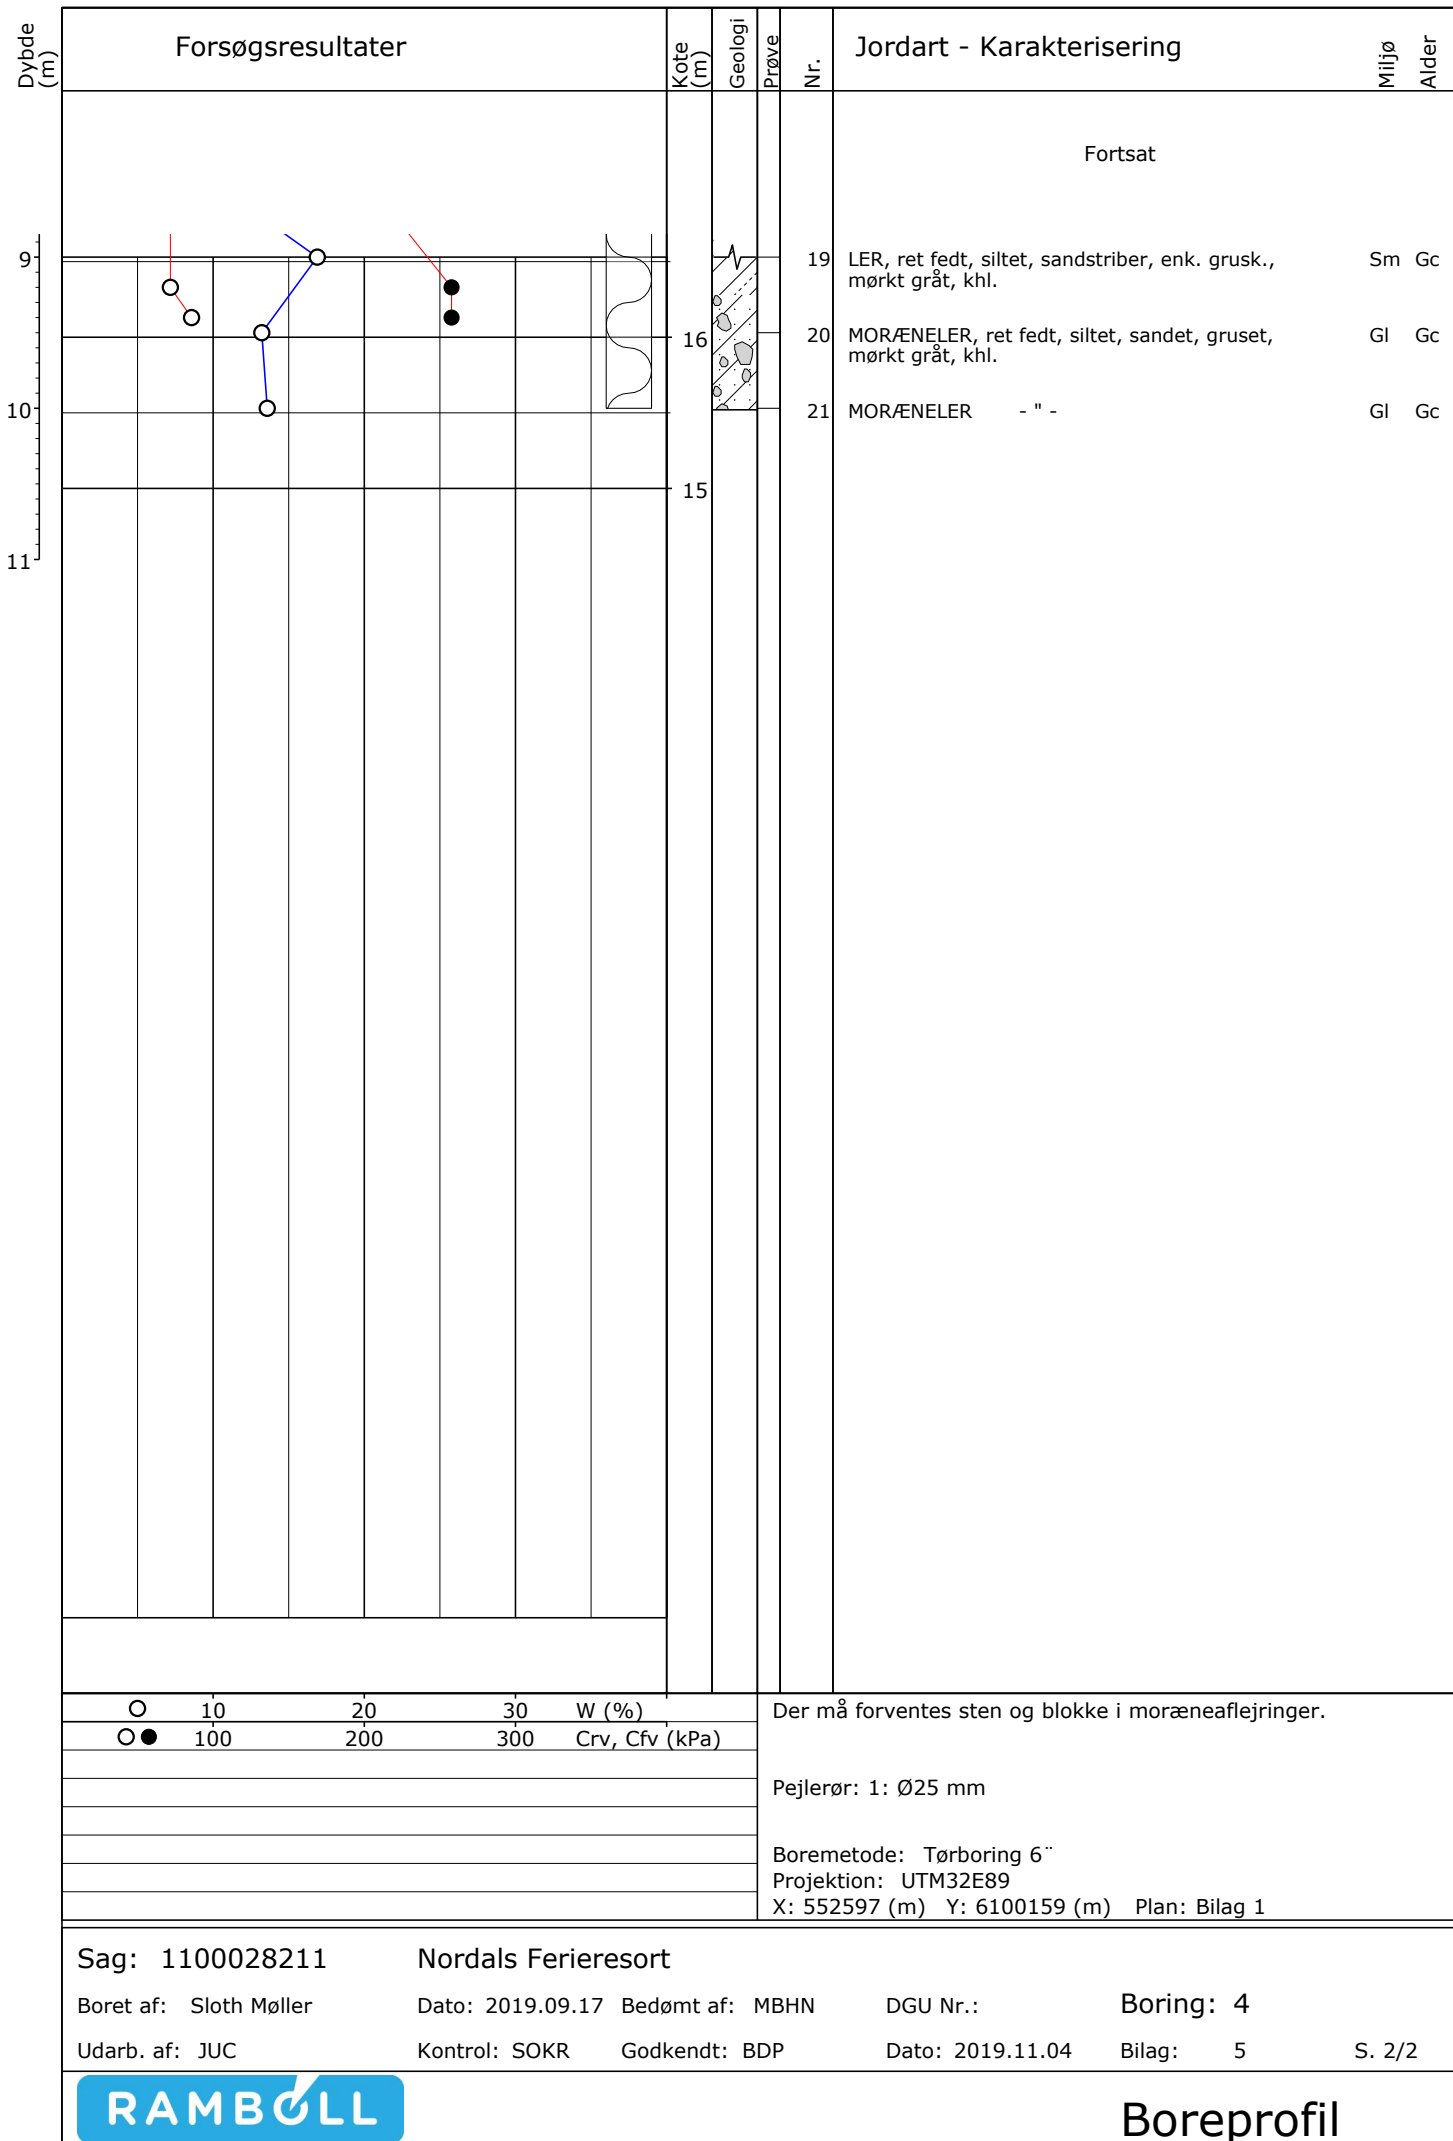 Dybde (m)
Forsøgsresultater
Kote (m)
Geologi
Prøve
Nr.
Jordart - Karakterisering
Miljø
Alder
Fortsat
9
19 LER, ret fedt, siltet, sandstriber, enk. grusk., Sm Gc
mørkt gråt, khl.
16
20 MORÆNELER, ret fedt, siltet, sandet, gruset, Gl Gc
mørkt gråt, khl.
10
21 MORÆNELER - " - Gl Gc
15
11
10 20 30 W (%)
100 200 300 Crv, Cfv (kPa)
Der må forventes sten og blokke i moræneaflejringer.
Pejlerør: 1: Ø25 mm
Boremetode: Tørboring 6¨
Projektion: UTM32E89
X: 552597 (m) Y: 6100159 (m) Plan: Bilag 1
Sag: 1100028211 Nordals Ferieresort
Boret af: Sloth Møller Dato: 2019.09.17 Bedømt af: MBHN DGU Nr.: Boring: 4
Udarb. af: JUC Kontrol: SOKR Godkendt: BDP Dato: 2019.11.04 Bilag: 5 S. 2/2
RAMBØLL
Boreprofil